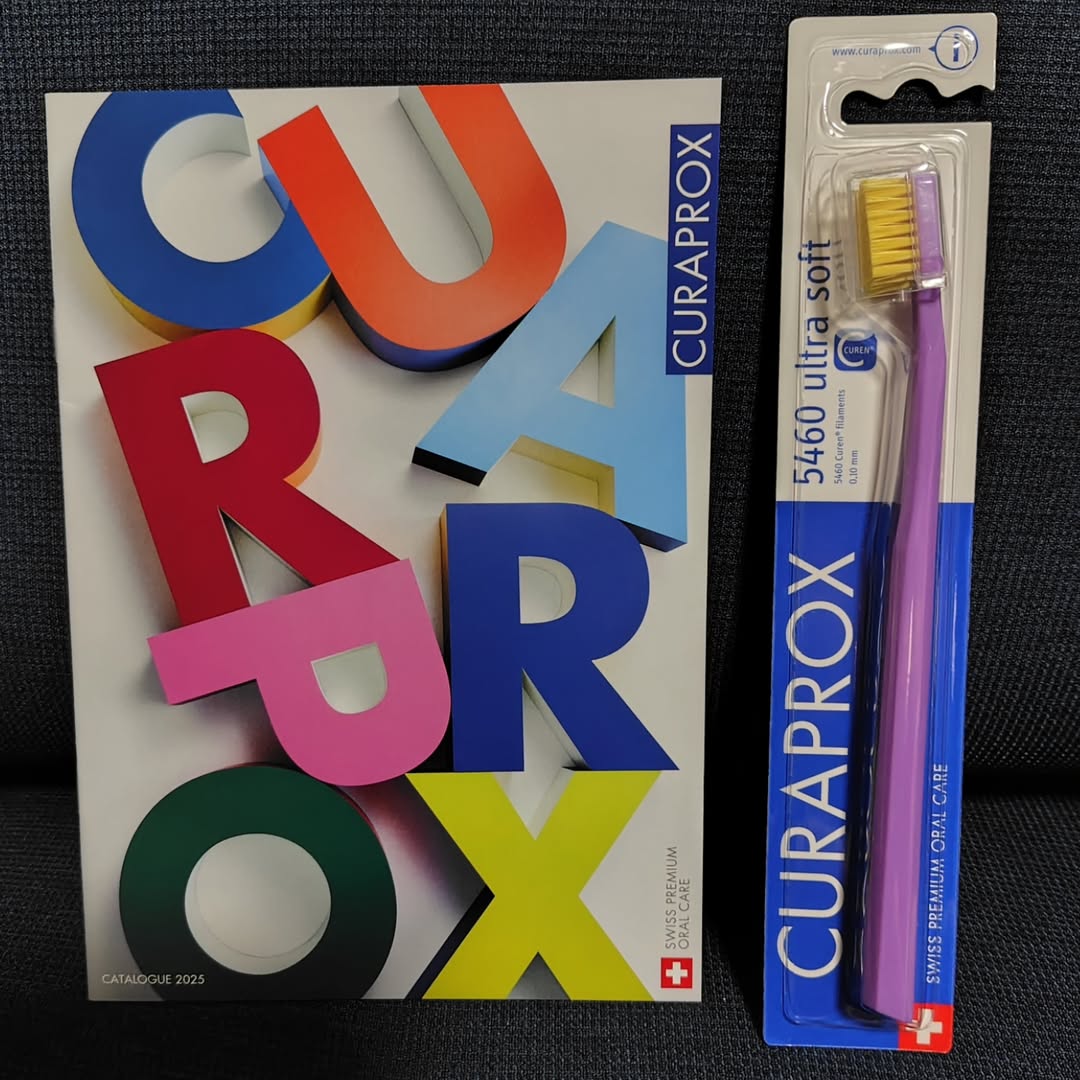 CURAPROX
CURAPROX
SWISS PREMIUM
ORAL CARE
CATALOGUE 2025
www.curaprox.com
5460 ultra soft
CUREN®
5460 Curen® filaments
0.10 mm
CURAPROX
SWISS PREMIUM ORAL CARE